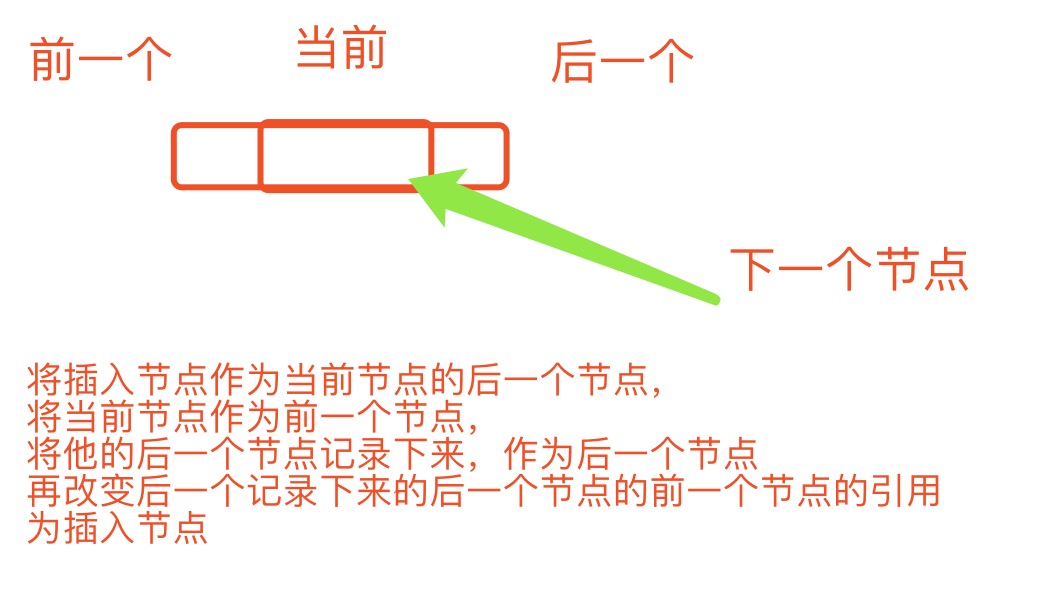 前一个
当前
后一个
下一个节点
将插入节点作为当前节点的后一个节点，
将当前节点作为前一个节点，
将他的后一个节点记录下来，作为后一个节点
再改变后一个记录下来的后一个节点的前一个节点的引用
为插入节点